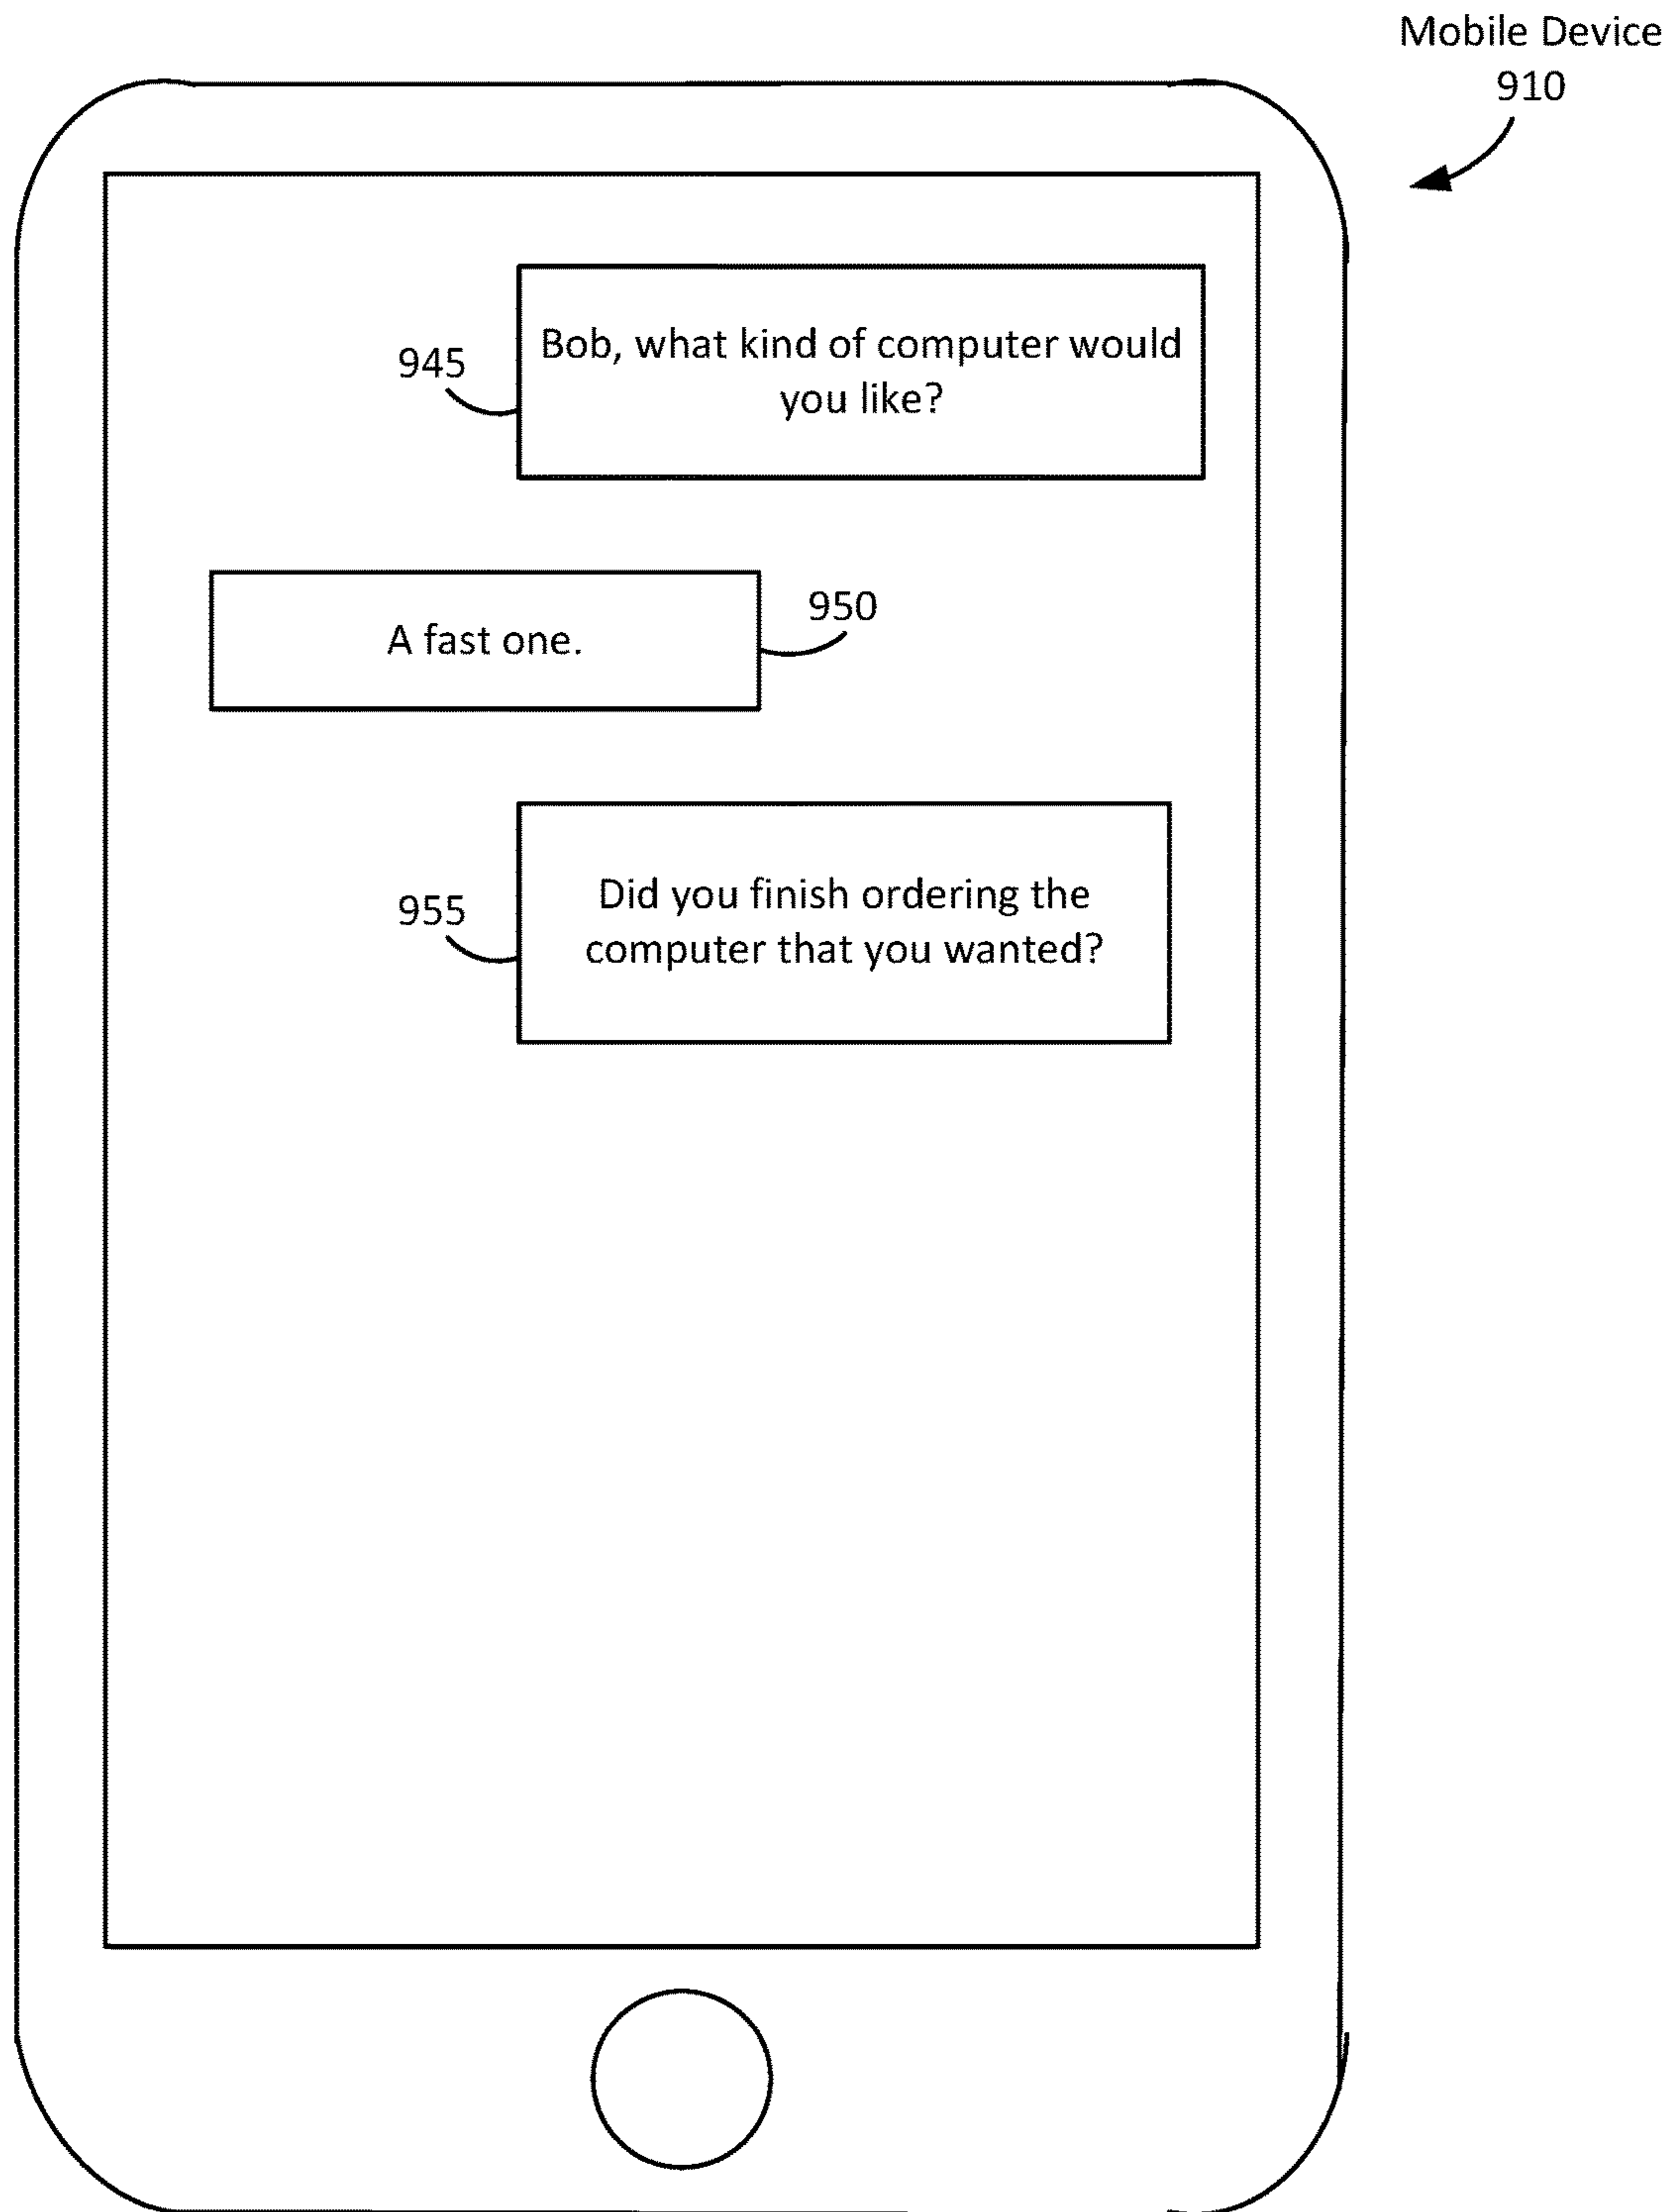 Mobile Device
910
945
Bob, what kind of computer would
you like?
A fast one.
950
955
Did you finish ordering the
computer that you wanted?